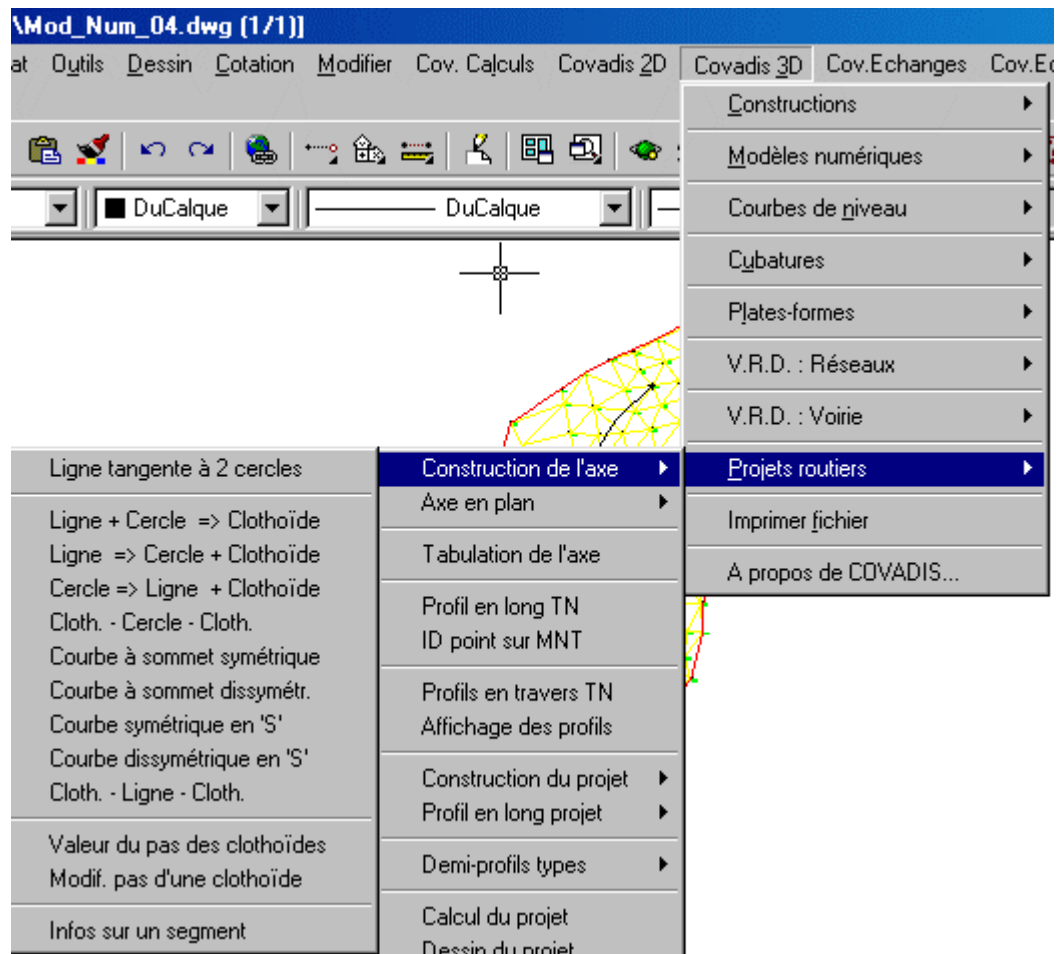 \Mod_Num_04.dwg (1/1)]
at Outils Dessin Cotation Modifier Cov. Calculs Covadis 2D Covadis 3D Cov.Echanges Cov.Ec
DuCalque
DuCalque
Constructions
Modèles numériques
Courbes de niveau
Cubatures
Plates-formes
V.R.D. : Réseaux
V.R.D. : Voirie
Projets routiers
Imprimer fichier
A propos de COVADIS...
Construction de l'axe
Axe en plan
Tabulation de l'axe
Profil en long TN
ID point sur MNT
Profils en travers TN
Affichage des profils
Construction du projet
Profil en long projet
Demi-profils types
Calcul du projet
Dessin du projet
Ligne tangente à 2 cercles
Ligne + Cercle => Clothoïde
Ligne => Cercle + Clothoïde
Cercle => Ligne + Clothoïde
Cloth. - Cercle - Cloth.
Courbe à sommet symétrique
Courbe à sommet dissymétr.
Courbe symétrique en 'S'
Courbe dissymétrique en 'S'
Cloth. - Ligne - Cloth.
Valeur du pas des clothoïdes
Modif. pas d'une clothoïde
Infos sur un segment